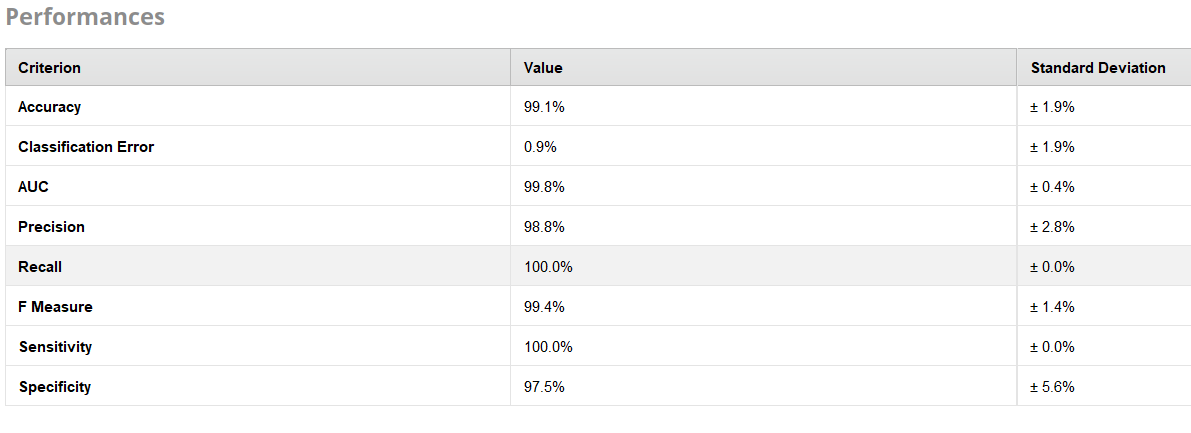 Performances
Criterion Value Standard Deviation
Accuracy 99.1% ± 1.9%
Classification Error 0.9% ± 1.9%
AUC 99.8% ± 0.4%
Precision 98.8% ± 2.8%
Recall 100.0% ± 0.0%
F Measure 99.4% ± 1.4%
Sensitivity 100.0% ± 0.0%
Specificity 97.5% ± 5.6%